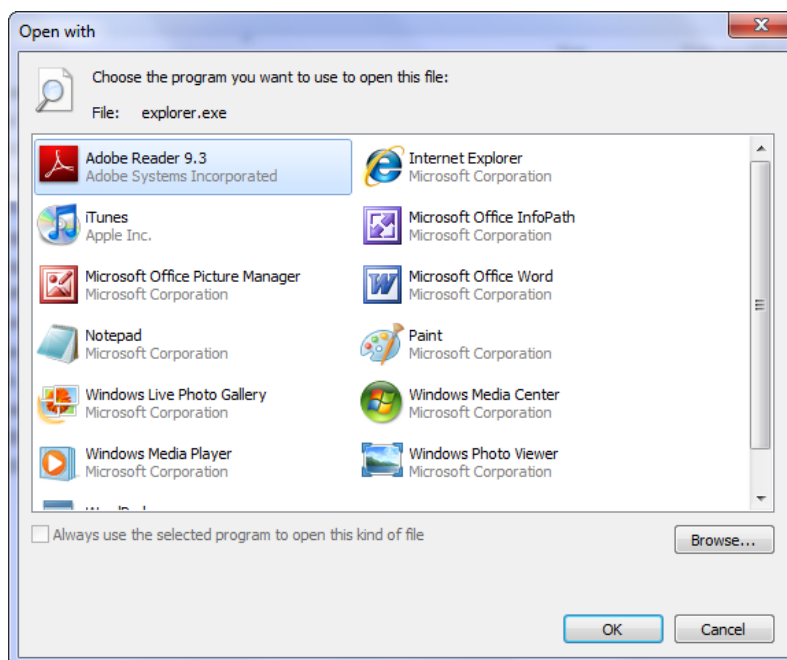 Open with
Choose the program you want to use to open this file:
File: explorer.exe
Adobe Reader 9.3
Adobe Systems Incorporated
Internet Explorer
Microsoft Corporation
iTunes
Apple Inc.
Microsoft Office InfoPath
Microsoft Corporation
Microsoft Office Picture Manager
Microsoft Corporation
Microsoft Office Word
Microsoft Corporation
Notepad
Microsoft Corporation
Paint
Microsoft Corporation
Windows Live Photo Gallery
Microsoft Corporation
Windows Media Center
Microsoft Corporation
Windows Media Player
Microsoft Corporation
Windows Photo Viewer
Microsoft Corporation
Always use the selected program to open this kind of file
Browse...
OK
Cancel